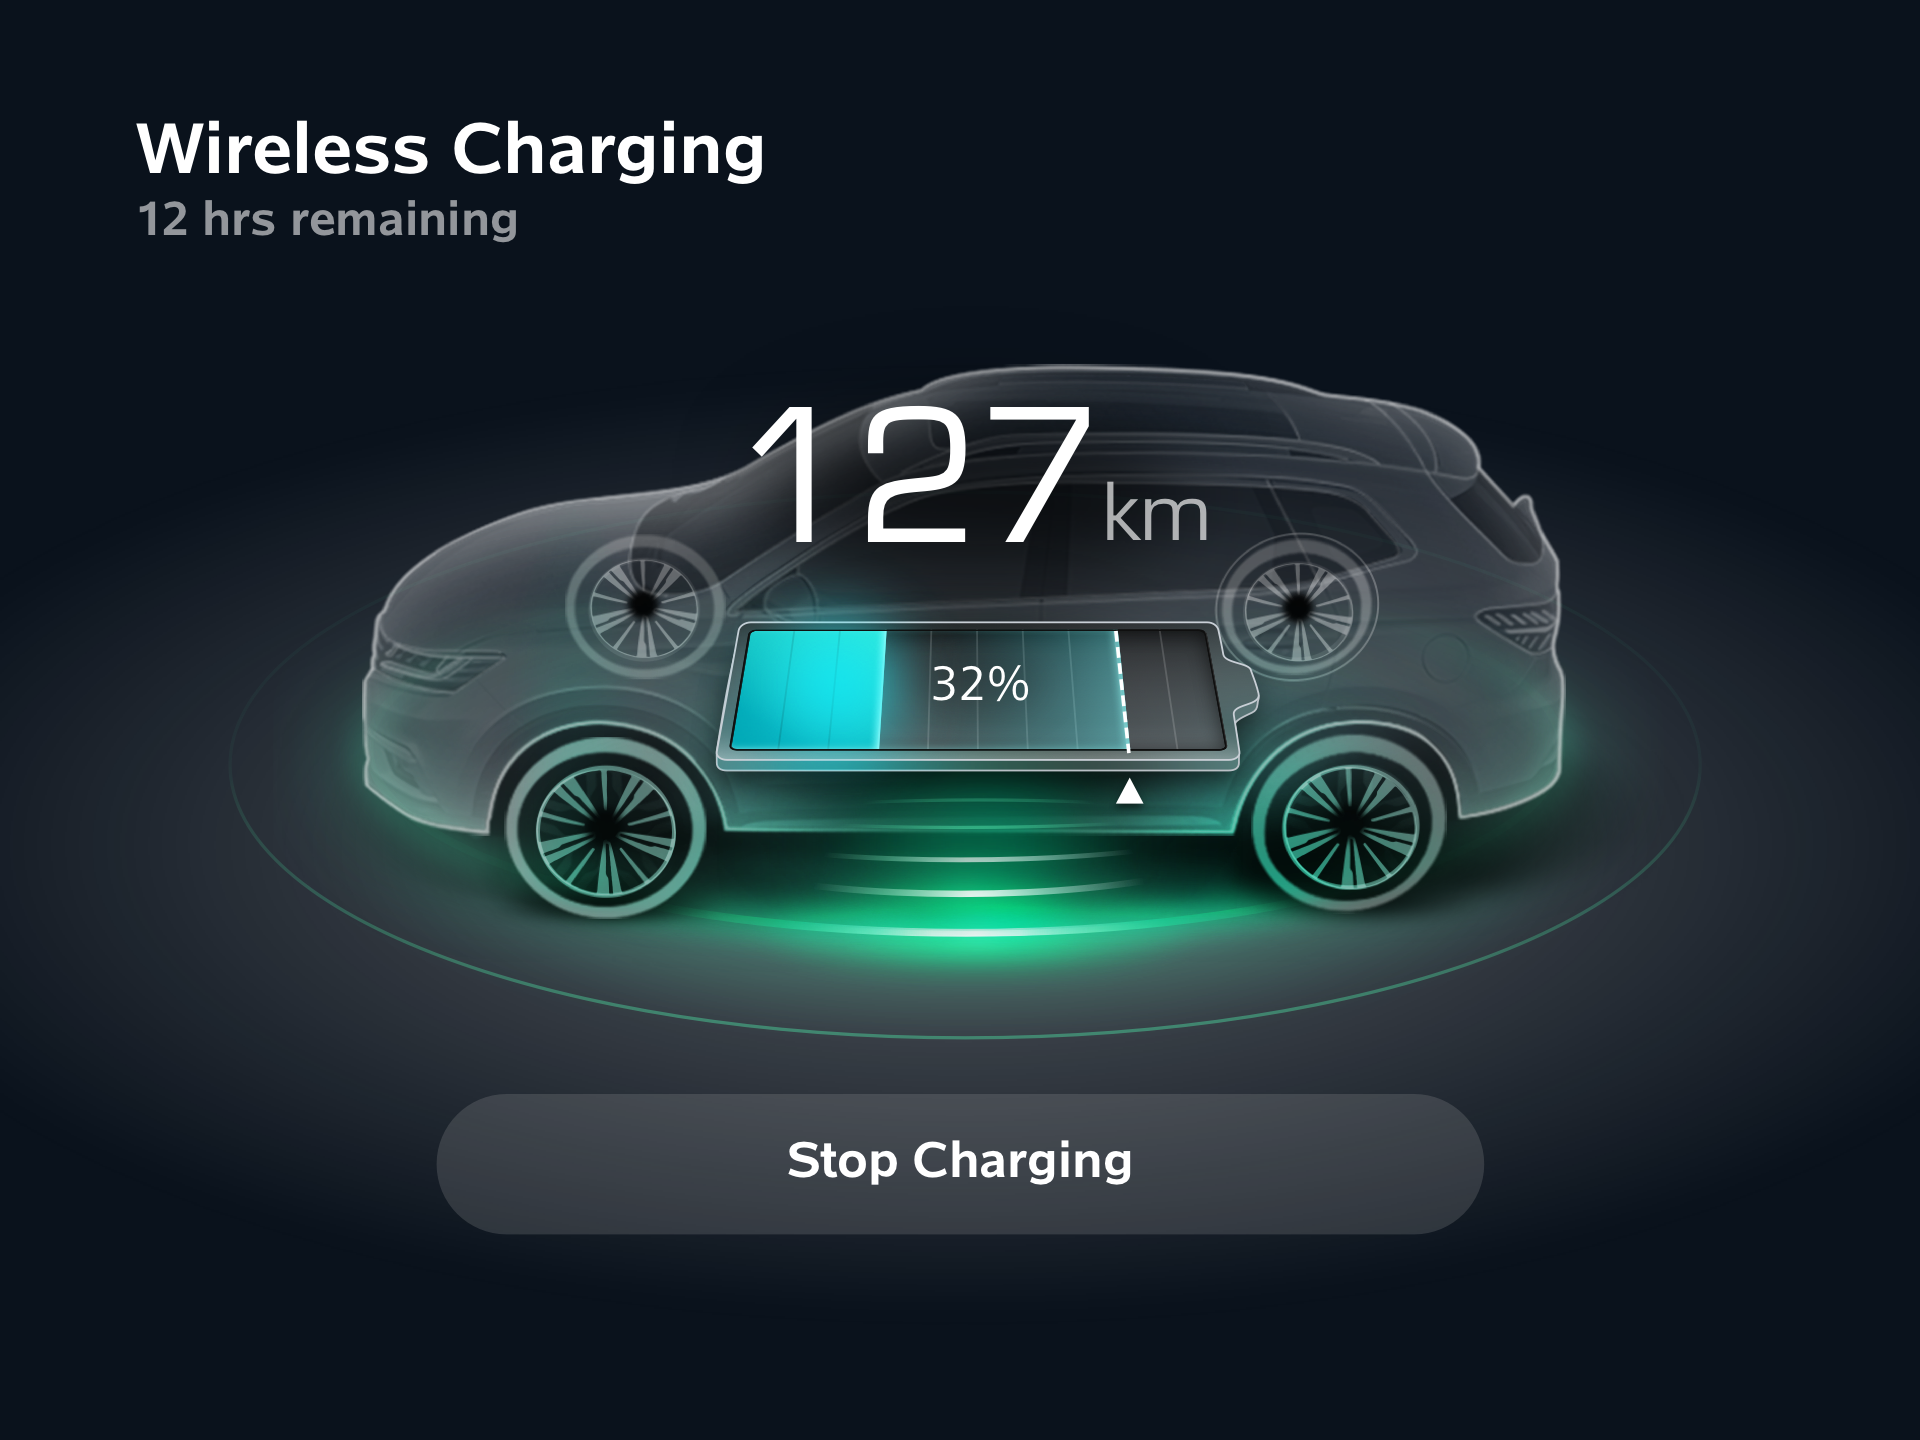 Wireless Charging
12 hrs remaining
127 km
32%
Stop Charging